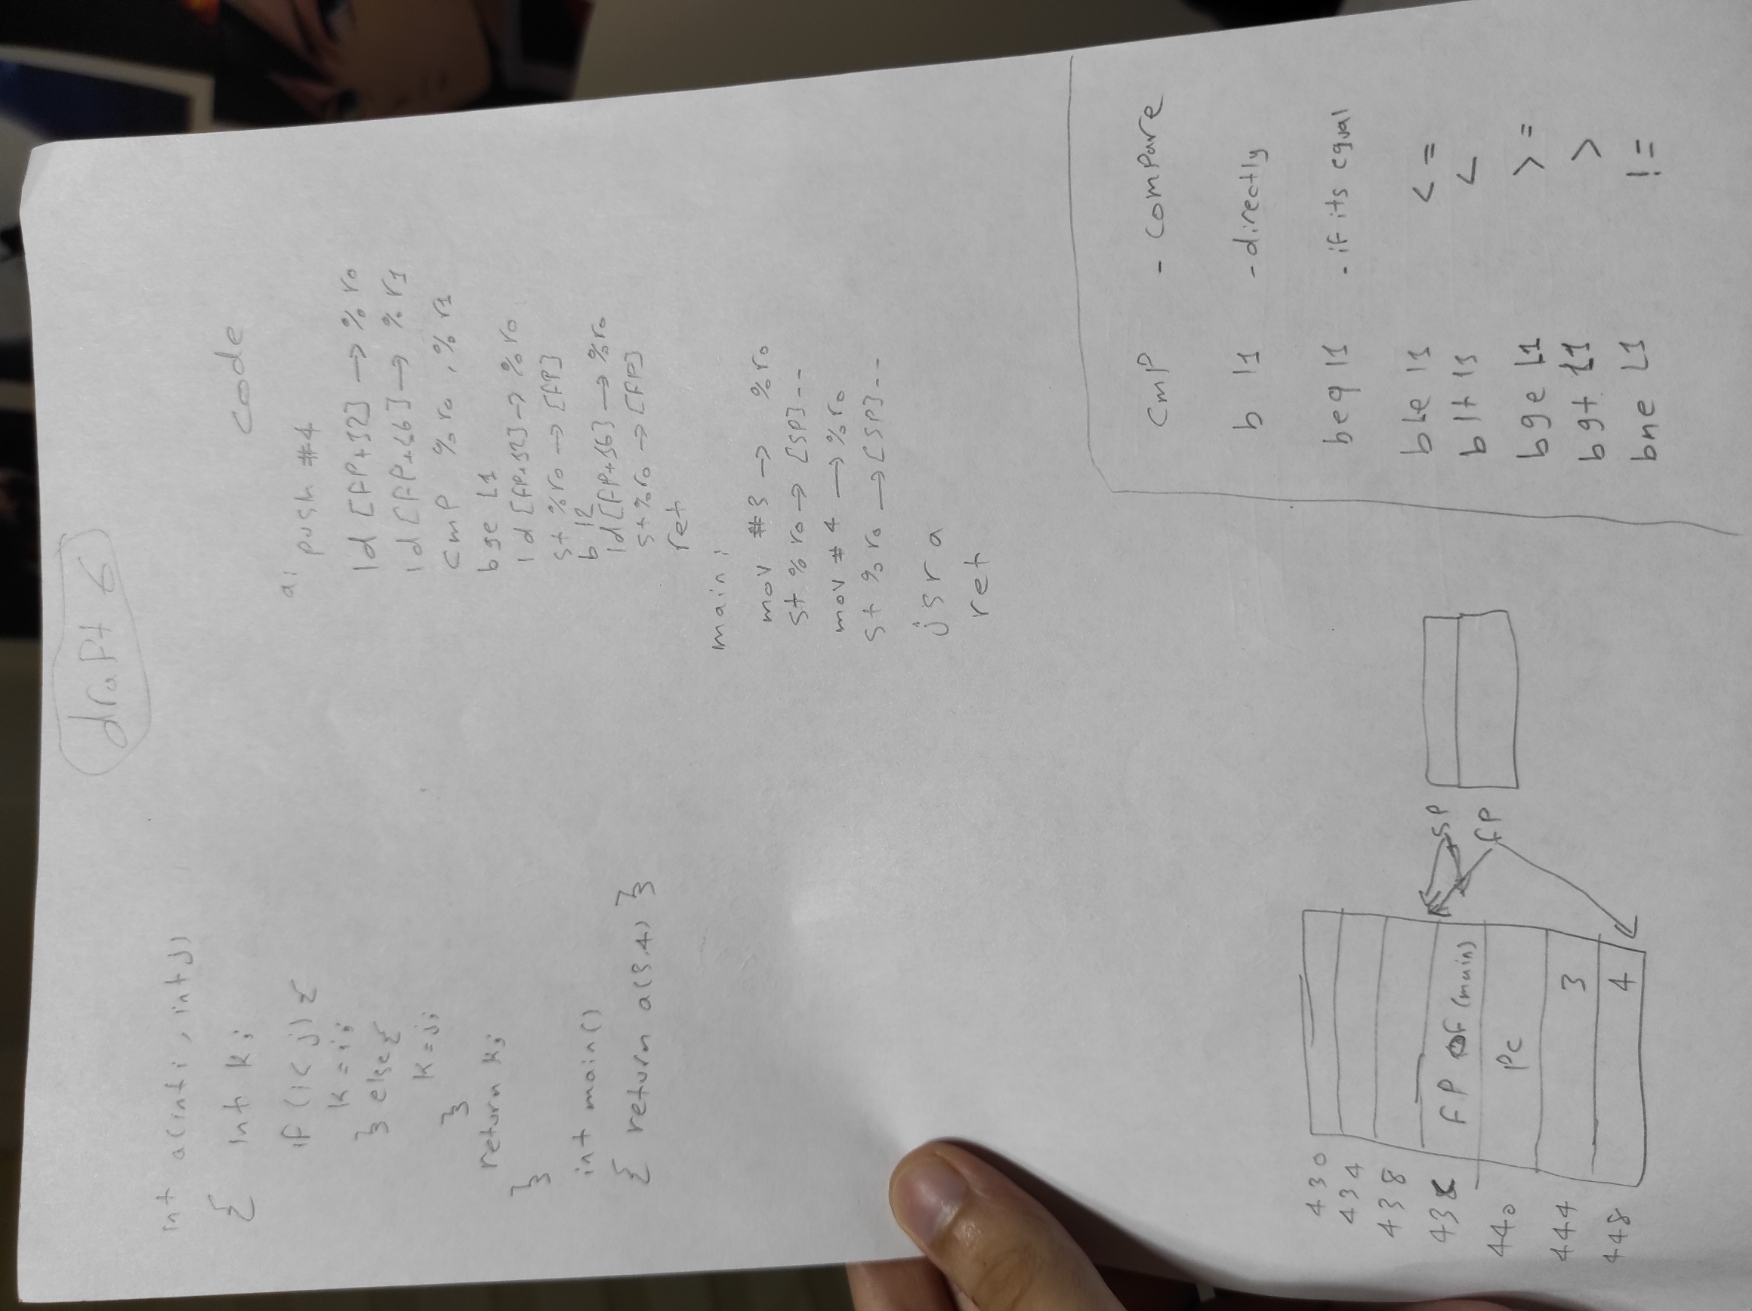 draft 6
int a(int i, int j)
{ int k;
if (i< j) {
k = i;
} else {
k = j;
}
return k;
}
int main()
{ return a(3.4) }
code
a:
push #4
ld [FP+12] → % r0
ld [FP+16] → % r1
cmp % r0 , % r1
bge L1
ld [FP+12] → % r0
st % r0 → [FP]
b l2
ld [FP+16] → % r0
st % r0 → [FP]
ret
main:
mov #3 → % r0
st % r0 → [SP]--
mov # 4 → % r0
st % r0 → [SP]--
jsr a
ret
cmp - compare
b l1 - directly
beq l1 - if its equal
ble l1 < =
blt l1 <
bge L1 > =
bgt L1 >
bne L1 ! =
430
434
438
43c FP of (main)
440 PC
444 3
448 4
SP
FP